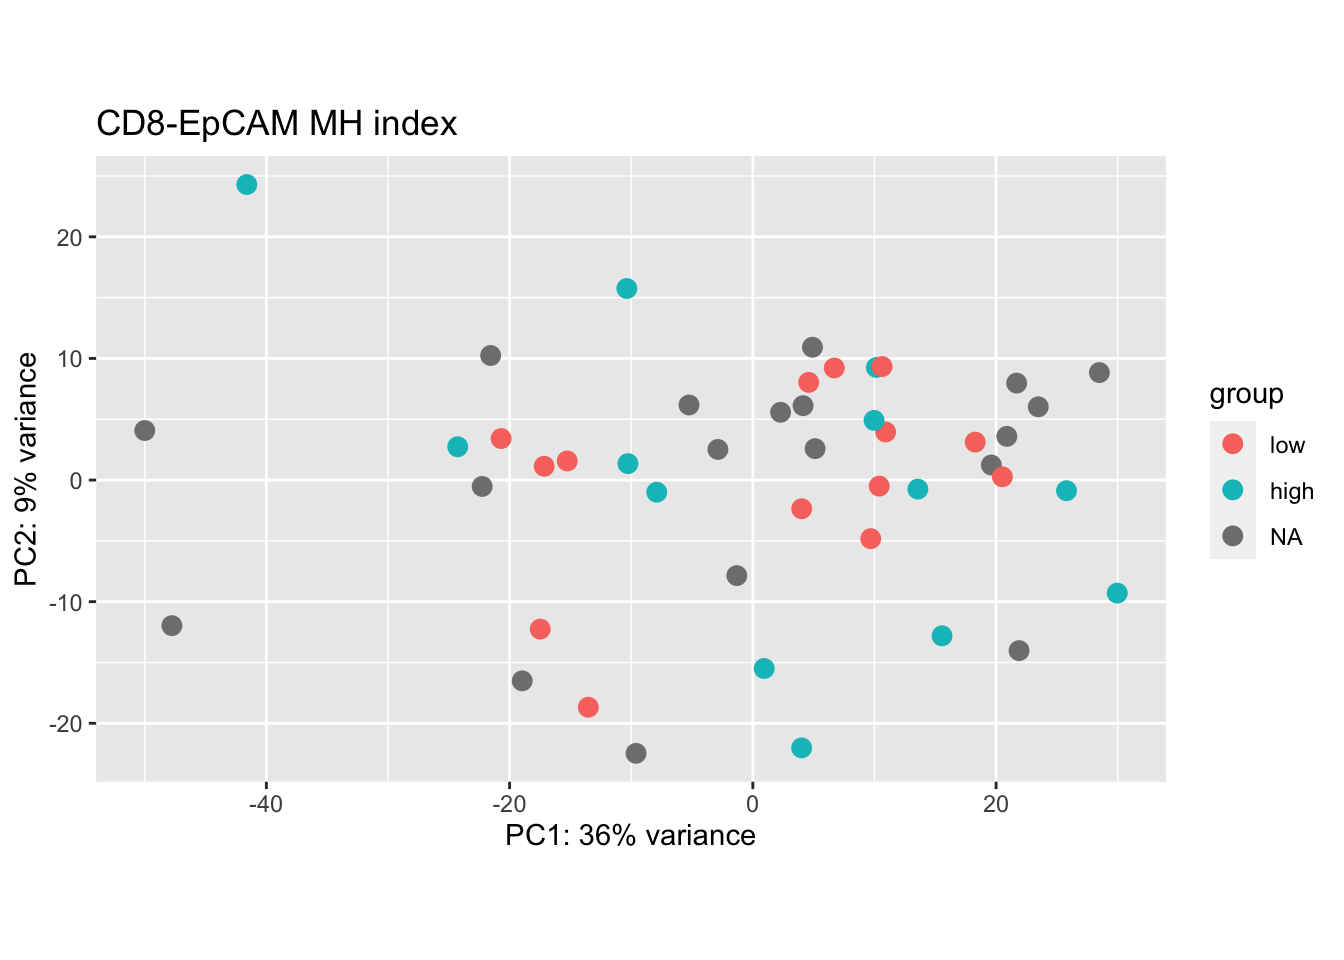 CD8-EpCAM MH index
PC2: 9% variance
20
10
0
-10
-20
-40
-20
0
20
PC1: 36% variance
group
low
high
NA